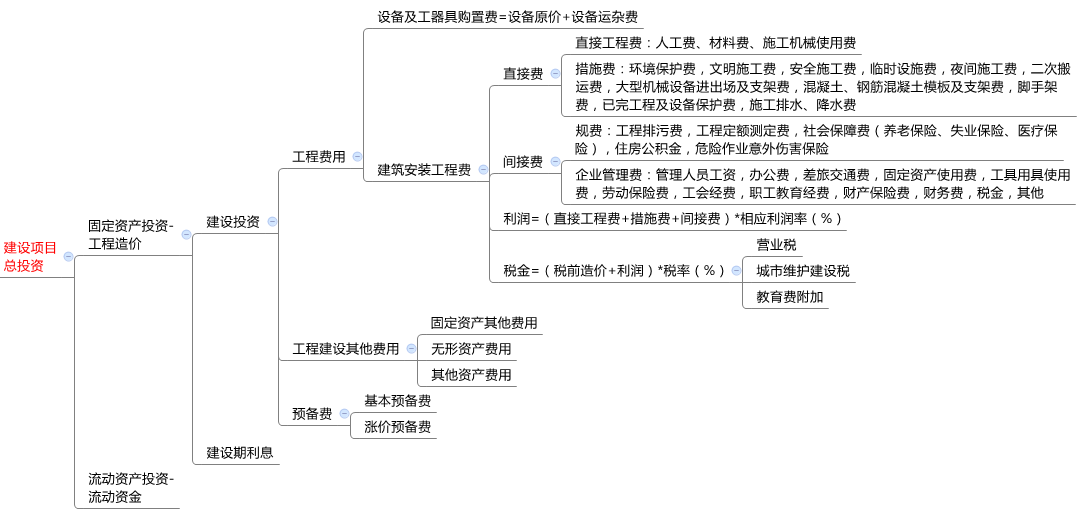 设备及工器具购置费=设备原价+设备运杂费
直接工程费：人工费、材料费、施工机械使用费
直接费
措施费：环境保护费，文明施工费，安全施工费，临时设施费，夜间施工费，二次搬
运费，大型机械设备进出场及支架费，混凝土、钢筋混凝土模板及支架费，脚手架
费，已完工程及设备保护费，施工排水、降水费
规费：工程排污费，工程定额测定费，社会保障费（养老保险、失业保险、医疗保
险），住房公积金，危险作业意外伤害保险
工程费用
间接费
建筑安装工程费
企业管理费：管理人员工资，办公费，差旅交通费，固定资产使用费，工具用具使用
费，劳动保险费，工会经费，职工教育经费，财产保险费，财务费，税金，其他
利润=（直接工程费+措施费+间接费）*相应利润率（%）
固定资产投资-
工程造价
建设投资
建设项目
总投资
营业税
税金=（税前造价+利润）*税率（%）
城市维护建设税
教育费附加
固定资产其他费用
工程建设其他费用
无形资产费用
其他资产费用
基本预备费
预备费
涨价预备费
建设期利息
流动资产投资-
流动资金